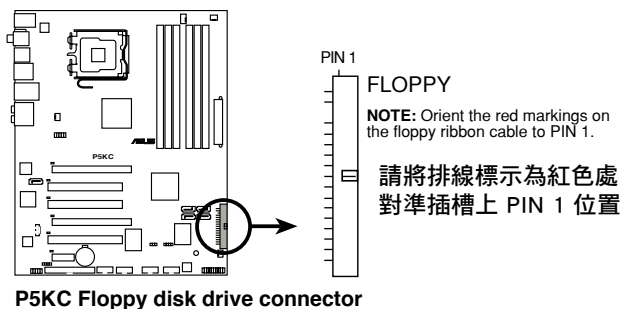 PIN 1
FLOPPY
NOTE: Orient the red markings on
the floppy ribbon cable to PIN 1.
請將排線標示為紅色處
對準插槽上 PIN 1 位置
ASUS
P5KC
P5KC Floppy disk drive connector